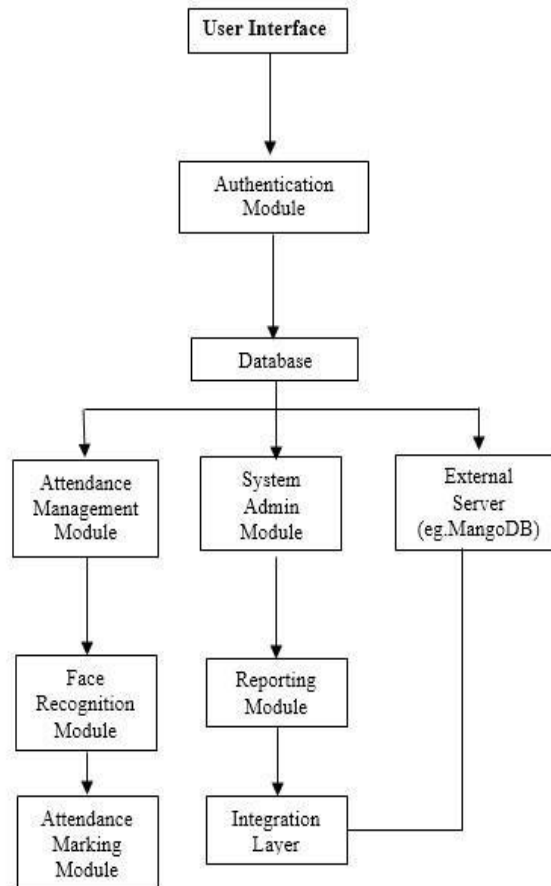 User Interface
Authentication
Module
Database
Attendance
Management
Module
System
Admin
Module
External
Server
(eg.MangoDB)
Face
Recognition
Module
Reporting
Module
Attendance
Marking
Module
Integration
Layer